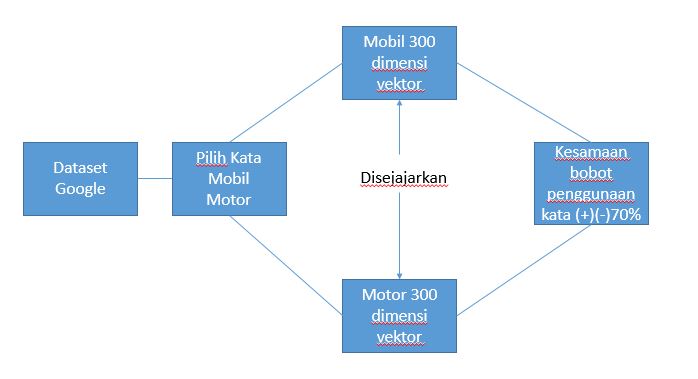 Mobil 300
dimensi
vektor
Dataset
Google
Pilih Kata
Mobil
Motor
Disejajarkan
Kesamaan
bobot
penggunaan
kata (+)(-)70%
Motor 300
dimensi
vektor